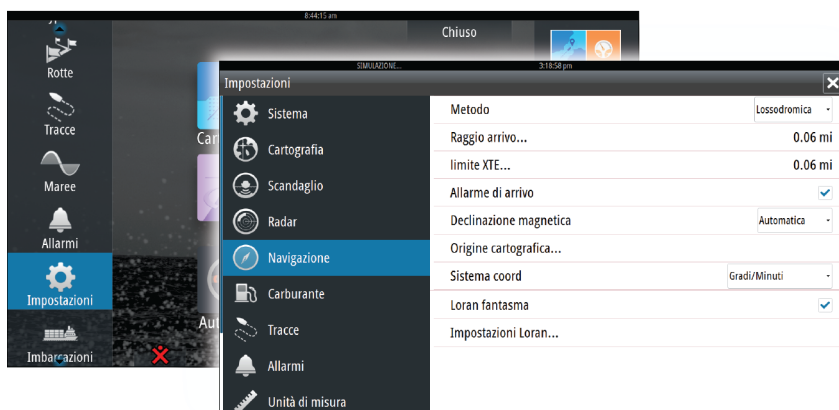 8:44:15 am
Chiuso
Rotte
Tracce
Maree
Allarmi
Impostazioni
Imbarcazioni
Car
Aut
SIMULAZIONE...
3:18:58 pm
Impostazioni
Sistema
Cartografia
Scandaglio
Radar
Navigazione
Carburante
Tracce
Allarmi
Unità di misura
Metodo Lossodromica
Raggio arrivo... 0.06 mi
limite XTE... 0.06 mi
Allarme di arrivo
Declinazione magnetica Automatica
Origine cartografica...
Sistema coord Gradi/Minuti
Loran fantasma
Impostazioni Loran...